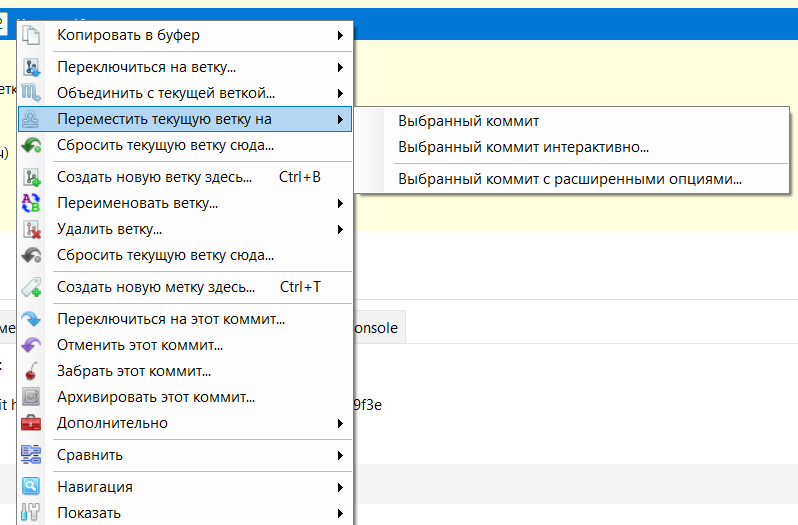 Копировать в буфер
Переключиться на ветку...
Объединить с текущей веткой...
Переместить текущую ветку на
Выбранный коммит
Выбранный коммит интерактивно...
Выбранный коммит с расширенными опциями...
Сбросить текущую ветку сюда...
Создать новую ветку здесь... Ctrl+B
Переименовать ветку...
Удалить ветку...
Сбросить текущую ветку сюда...
Создать новую метку здесь... Ctrl+T
Переключиться на этот коммит...
onsole
Отменить этот коммит...
Забрать этот коммит...
Архивировать этот коммит...
9f3e
Дополнительно
Сравнить
Навигация
Показать